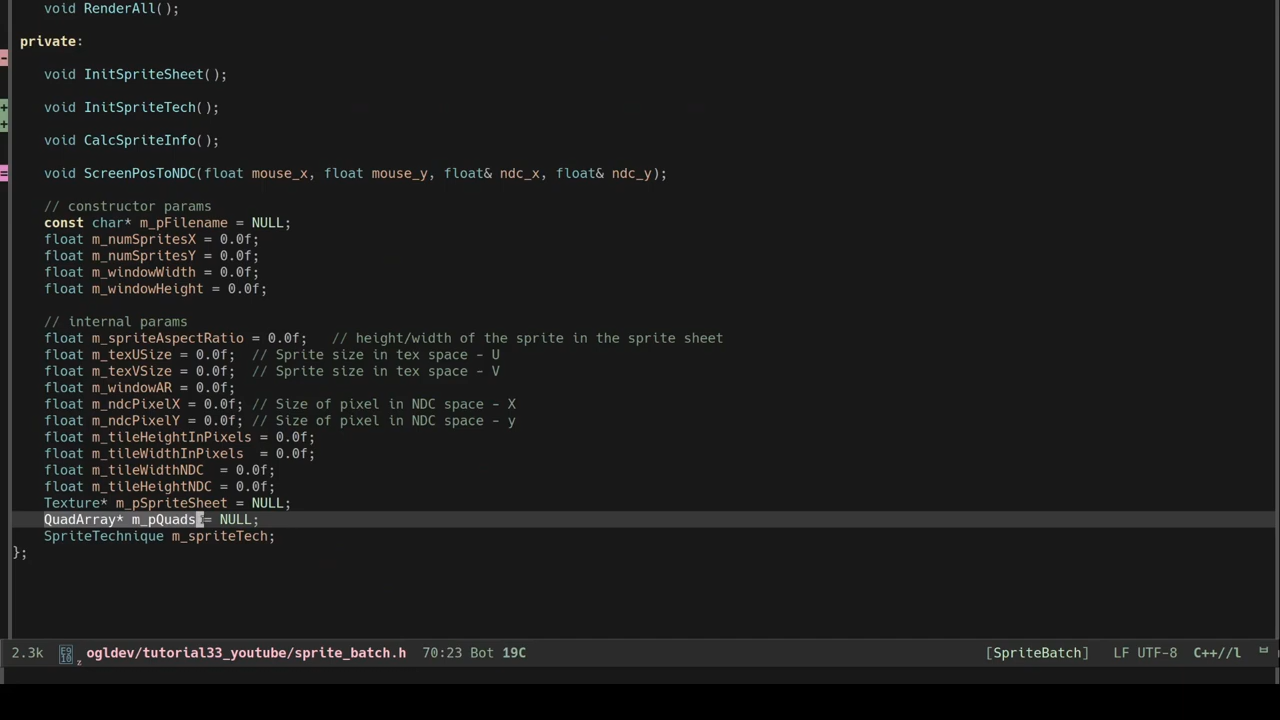 void RenderAll();
private:
void InitSpriteSheet();
void InitSpriteTech();
void CalcSpriteInfo();
void ScreenPosToNDC(float mouse_x, float mouse_y, float& ndc_x, float& ndc_y);
// constructor params
const char* m_pFilename = NULL;
float m_numSpritesX = 0.0f;
float m_numSpritesY = 0.0f;
float m_windowWidth = 0.0f;
float m_windowHeight = 0.0f;
// internal params
float m_spriteAspectRatio = 0.0f;   // height/width of the sprite in the sprite sheet
float m_texUSize = 0.0f;  // Sprite size in tex space - U
float m_texVSize = 0.0f;  // Sprite size in tex space - V
float m_windowAR = 0.0f;
float m_ndcPixelX = 0.0f; // Size of pixel in NDC space - X
float m_ndcPixelY = 0.0f; // Size of pixel in NDC space - y
float m_tileHeightInPixels = 0.0f;
float m_tileWidthInPixels  = 0.0f;
float m_tileWidthNDC  = 0.0f;
float m_tileHeightNDC = 0.0f;
Texture* m_pSpriteSheet = NULL;
QuadArray* m_pQuads = NULL;
SpriteTechnique m_spriteTech;
};
2.3k ogldev/tutorial33_youtube/sprite_batch.h 70:23 Bot 19C [SpriteBatch] LF UTF-8 C++//l